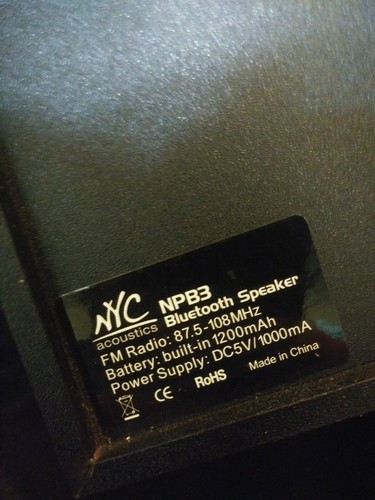 NYC
acoustics
NPB3
Bluetooth Speaker
FM Radio: 87.5-108MHz
Battery: built-in 1200mAh
Power Supply: DC5V/1000mA
CE RoHS Made in China